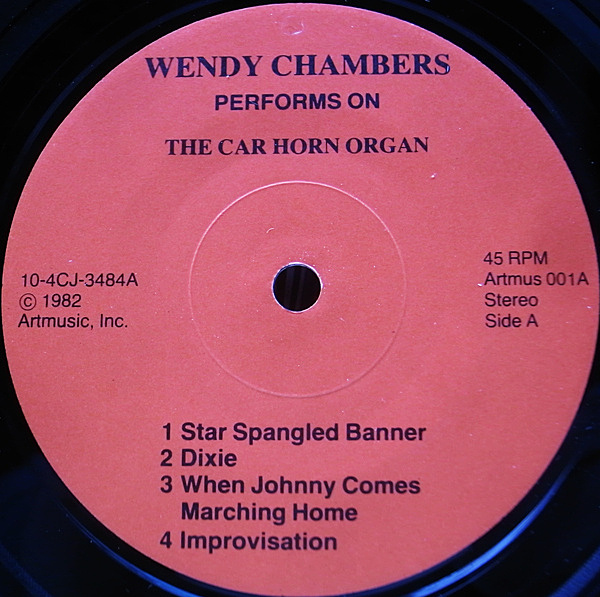 WENDY CHAMBERS
PERFORMS ON
THE CAR HORN ORGAN
10-4CJ-3484A
© 1982
Artmusic, Inc.
45 RPM
Artmus 001A
Stereo
Side A
1 Star Spangled Banner
2 Dixie
3 When Johnny Comes
Marching Home
4 Improvisation